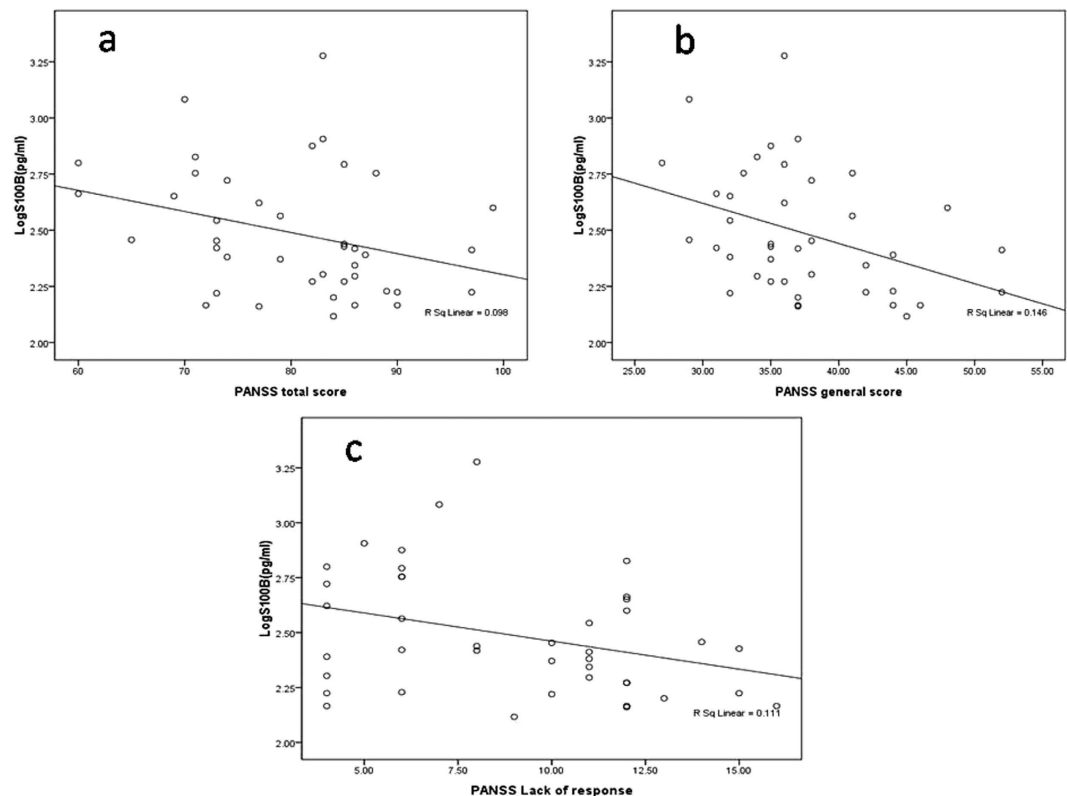 a
3.25
3.00
2.75
2.50
2.25
2.00
LogS100B(pg/ml)
R Sq Linear = 0.098
60 70 80 90 100
PANSS total score
b
3.25
3.00
2.75
2.50
2.25
2.00
LogS100B(pg/ml)
R Sq Linear = 0.146
25.00 30.00 35.00 40.00 45.00 50.00 55.00
PANSS general score
c
3.25
3.00
2.75
2.50
2.25
2.00
LogS100B(pg/ml)
R Sq Linear = 0.111
5.00 7.50 10.00 12.50 15.00
PANSS Lack of response